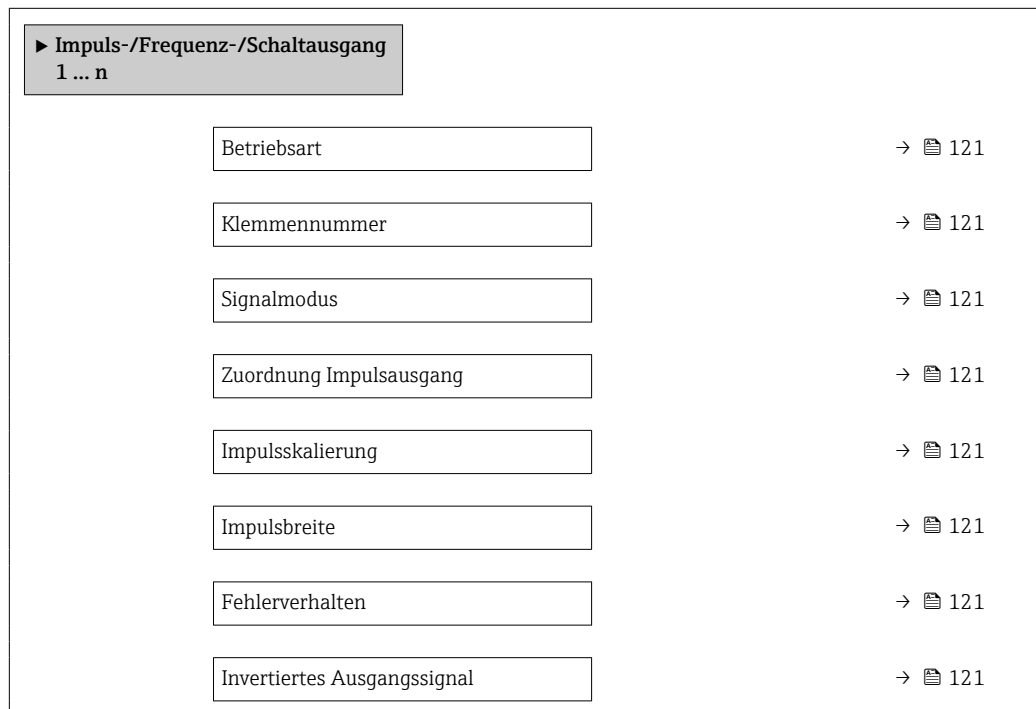 ► Impuls-/Frequenz-/Schaltausgang
1 … n
Betriebsart → 121
Klemmennummer → 121
Signalmodus → 121
Zuordnung Impulsausgang → 121
Impulsskalierung → 121
Impulsbreite → 121
Fehlerverhalten → 121
Invertiertes Ausgangssignal → 121